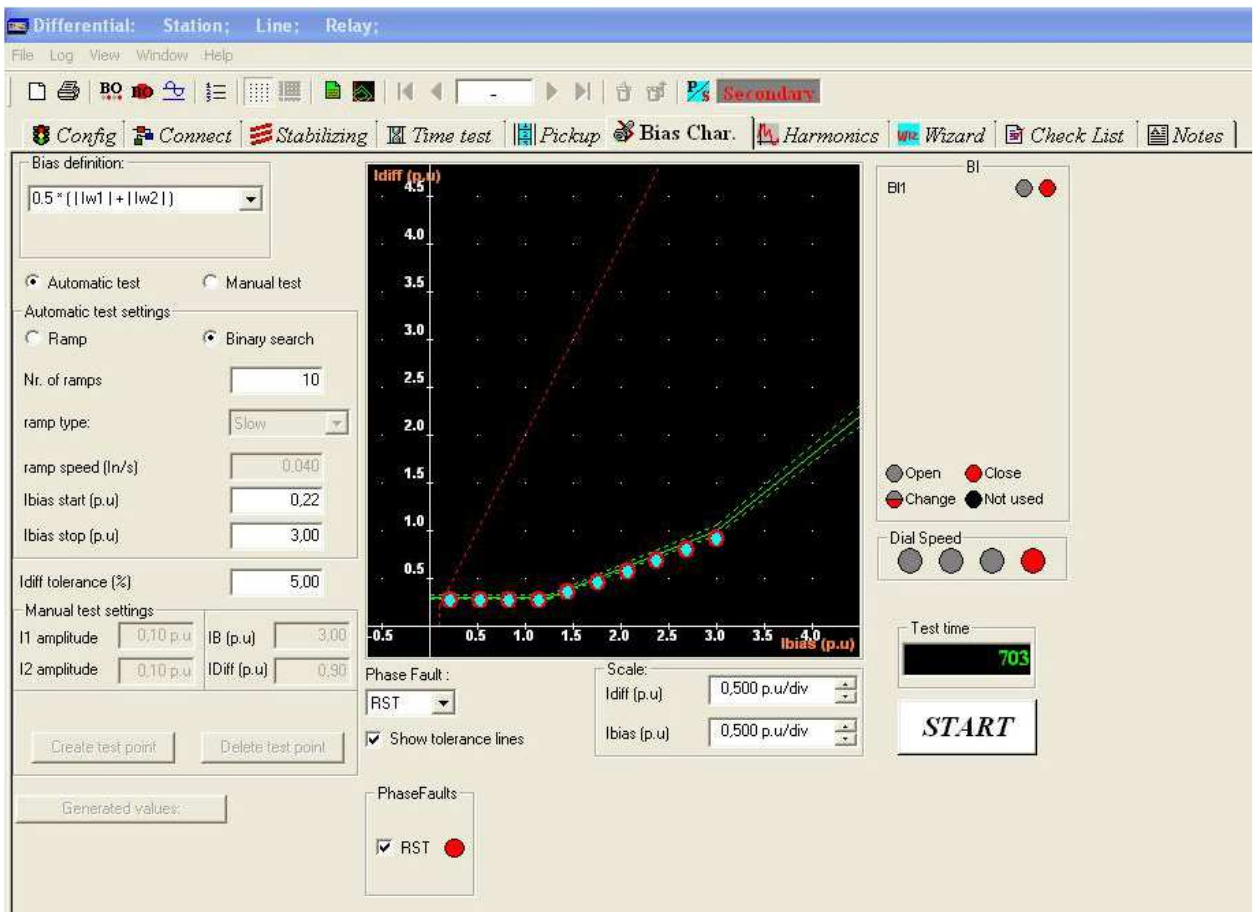 Differential: Station; Line; Relay;
File Log View Window Help
BO BO - P/s Secondary
Config Connect Stabilizing Time test Pickup Bias Char. Harmonics Wizard Check List Notes
Bias definition:
0.5 * ( | Iw1 | + | Iw2 | )
Automatic test Manual test
Automatic test settings
Ramp Binary search
Nr. of ramps 10
ramp type: Slow
ramp speed (In/s) 0,040
Ibias start (p.u) 0,22
Ibias stop (p.u) 3,00
Idiff tolerance (%) 5,00
Manual test settings
I1 amplitude 0,10 p.u IB (p.u) 3,00
I2 amplitude 0,10 p.u IDiff (p.u) 0,90
Create test point Delete test point
Generated values:
Idiff (p.u)
4.5
4.0
3.5
3.0
2.5
2.0
1.5
1.0
0.5
-0.5 0.5 1.0 1.5 2.0 2.5 3.0 3.5 4.0
Ibias (p.u)
Phase Fault :
RST
Show tolerance lines
Scale:
Idiff (p.u) 0,500 p.u/div
Ibias (p.u) 0,500 p.u/div
PhaseFaults
RST
BI
BI1
Open Close
Change Not used
Dial Speed
Test time
703
START